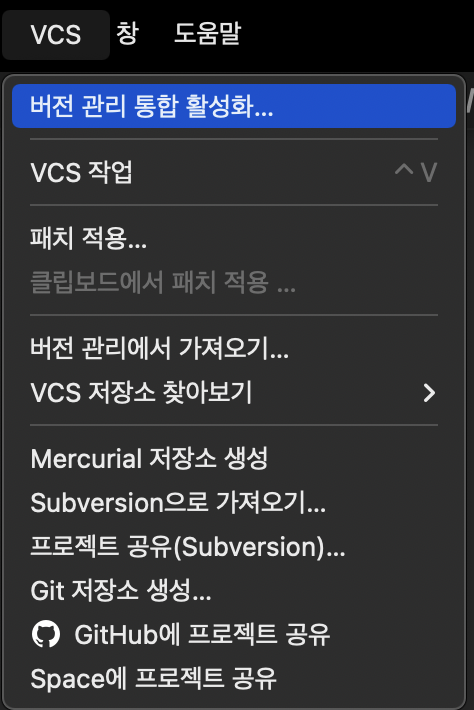 VCS 창 도움말
버전 관리 통합 활성화...
VCS 작업 ^ V
패치 적용...
클립보드에서 패치 적용 ...
버전 관리에서 가져오기...
VCS 저장소 찾아보기
Mercurial 저장소 생성
Subversion으로 가져오기...
프로젝트 공유(Subversion)...
Git 저장소 생성...
GitHub에 프로젝트 공유
Space에 프로젝트 공유